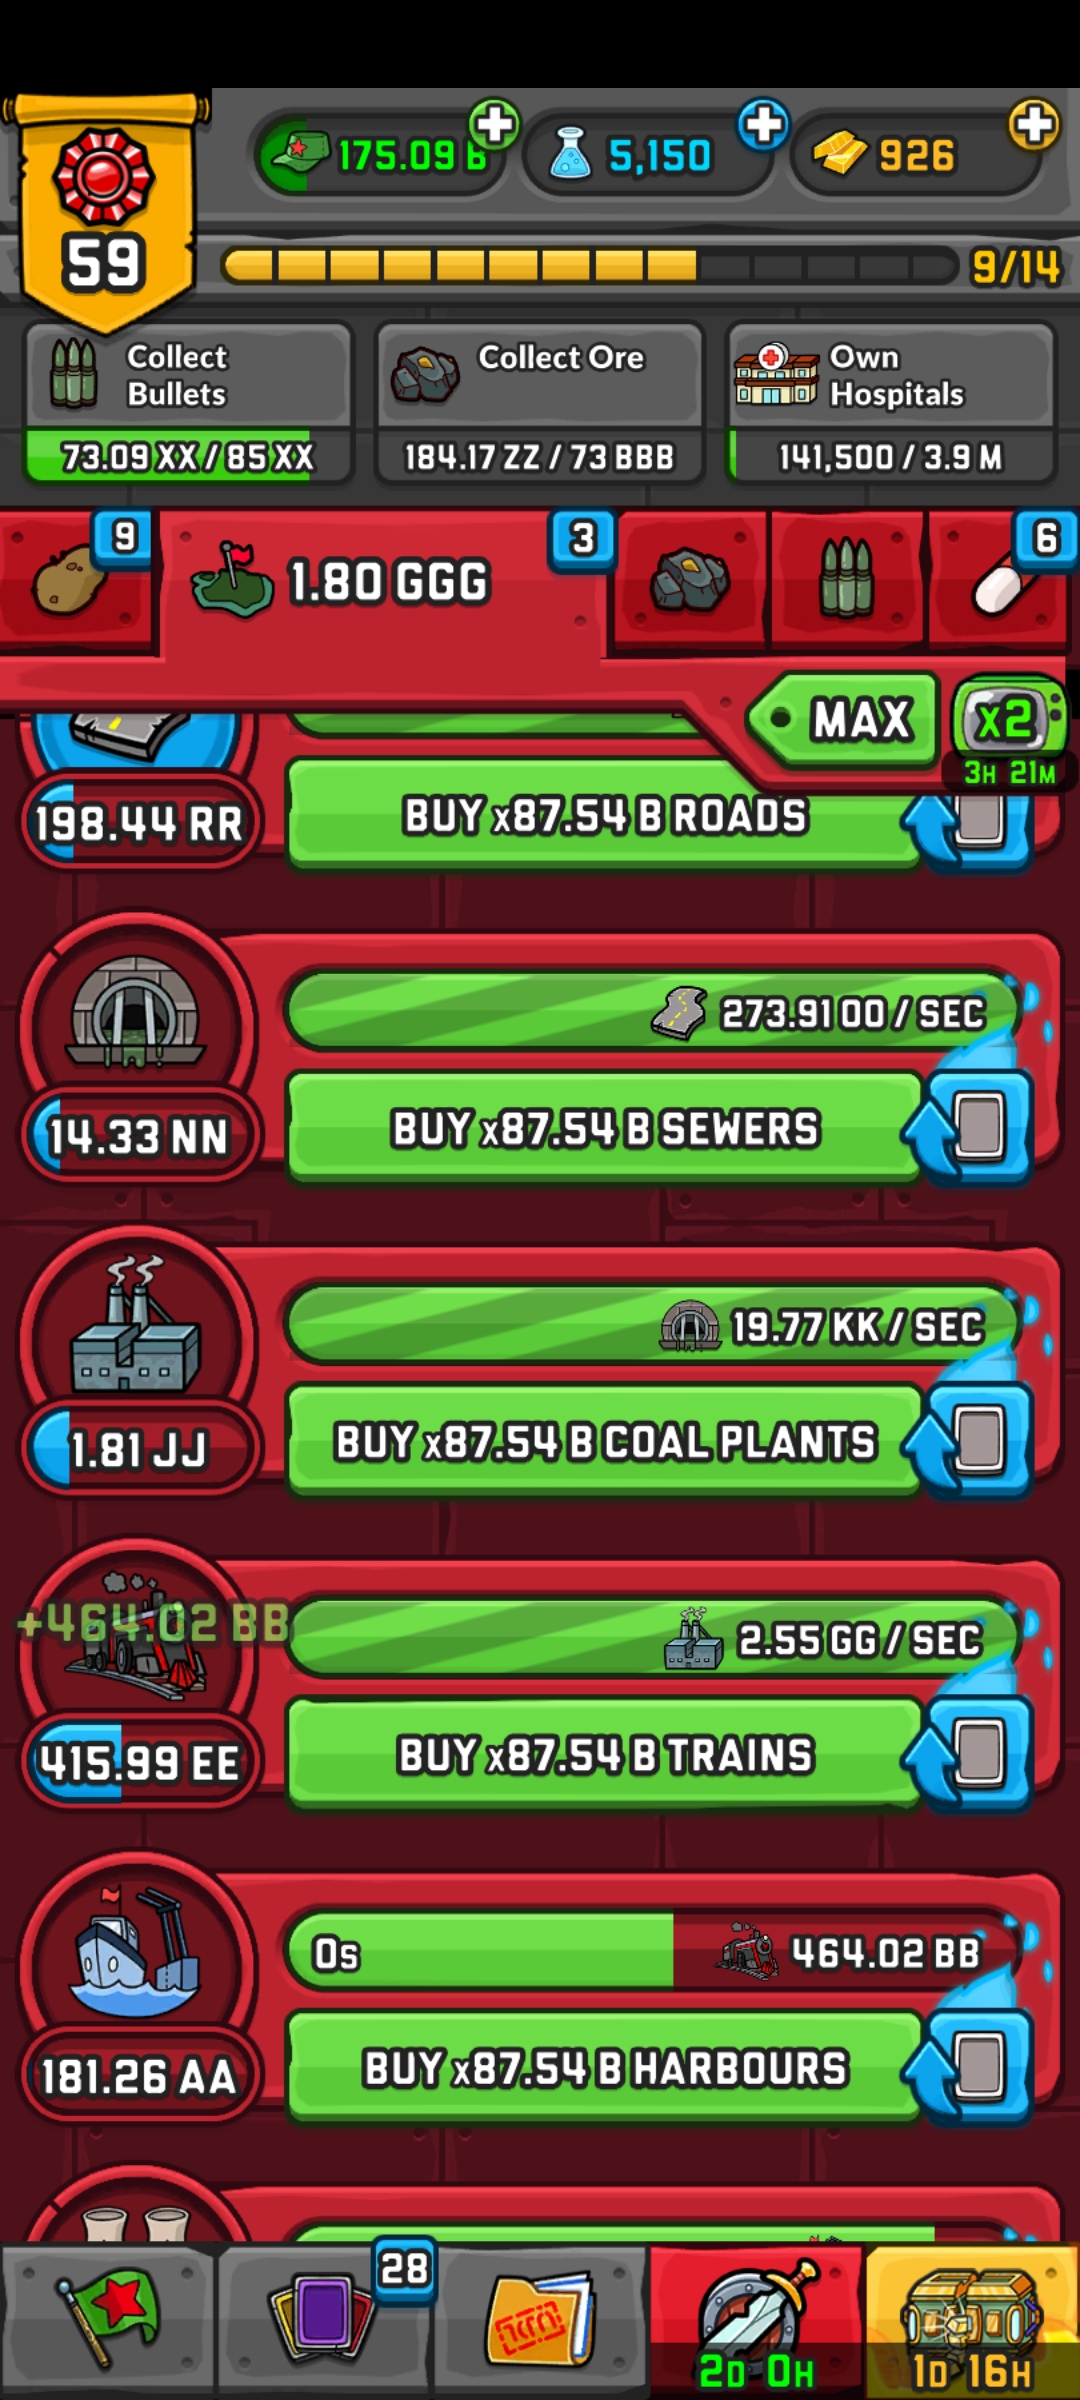 175.09 B
5,150
926
59
9/14
Collect
Bullets
Collect Ore
Own
Hospitals
73.09 XX / 85 XX
184.17 ZZ / 73 BBB
141,500 / 3.9 M
9
1.80 GGG
3
6
MAX
x2
3H 21M
198.44 RR
BUY x87.54 B ROADS
273.91 OO / SEC
14.33 NN
BUY x87.54 B SEWERS
19.77 KK / SEC
1.81 JJ
BUY x87.54 B COAL PLANTS
+464.02 BB
2.55 GG / SEC
415.99 EE
BUY x87.54 B TRAINS
0s
464.02 BB
181.26 AA
BUY x87.54 B HARBOURS
28
2D 0H
1D 16H